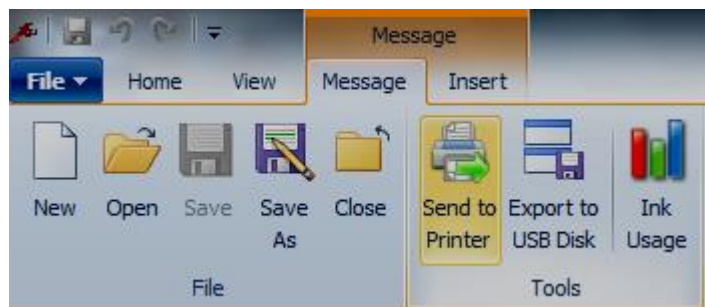 Message
File Home View Message Insert
New Open Save Save As Close Send to Printer Export to USB Disk Ink Usage
File Tools